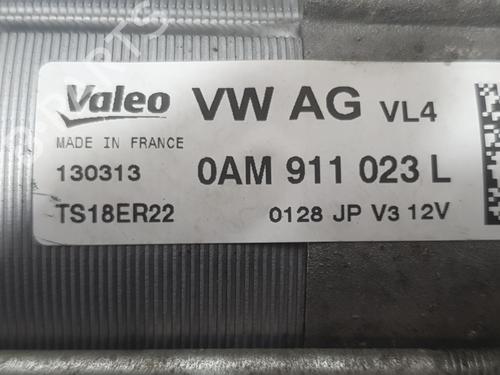 Valeo VW AG VL4
MADE IN FRANCE
130313 0AM 911 023 L
TS18ER22 0128 JP V3 12V